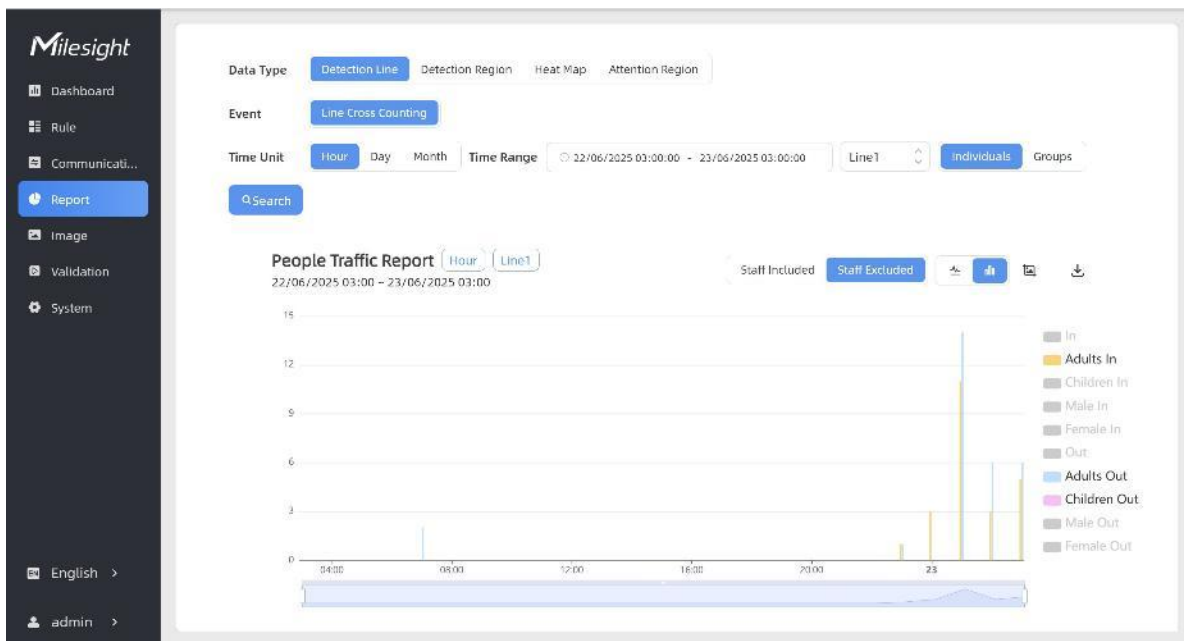 Milesight
Dashboard
Rule
Communicati...
Report
Image
Validation
System
EN English >
admin >
Data Type Detection Line Detection Region Heat Map Attention Region
Event Line Cross Counting
Time Unit Hour Day Month Time Range 22/06/2025 03:00:00 - 23/06/2025 03:00:00 Line1 Individuals Groups
Search
People Traffic Report Hour Line1
22/06/2025 03:00 – 23/06/2025 03:00
Staff Included Staff Excluded
15
12
9
6
3
0
04:00 08:00 12:00 16:00 20:00 23
In
Adults In
Children In
Male In
Female In
Out
Adults Out
Children Out
Male Out
Female Out